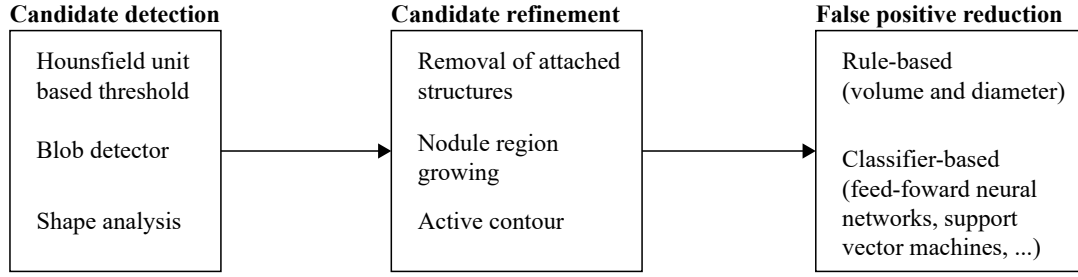 Candidate detection
Hounsfield unit
based threshold
Blob detector
Shape analysis
Candidate refinement
Removal of attached
structures
Nodule region
growing
Active contour
False positive reduction
Rule-based
(volume and diameter)
Classifier-based
(feed-foward neural
networks, support
vector machines, ...)